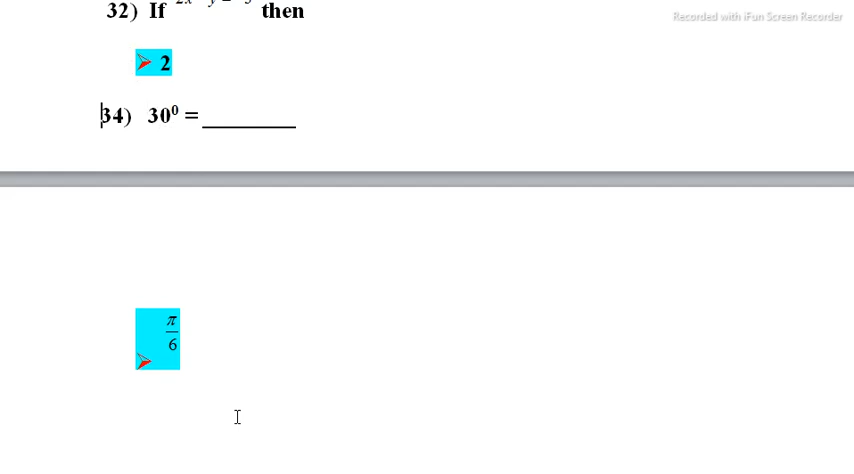 Recorded with iFun Screen Recorder
32) If then
➢ 2
34) 30⁰ = ________
➢ π/6